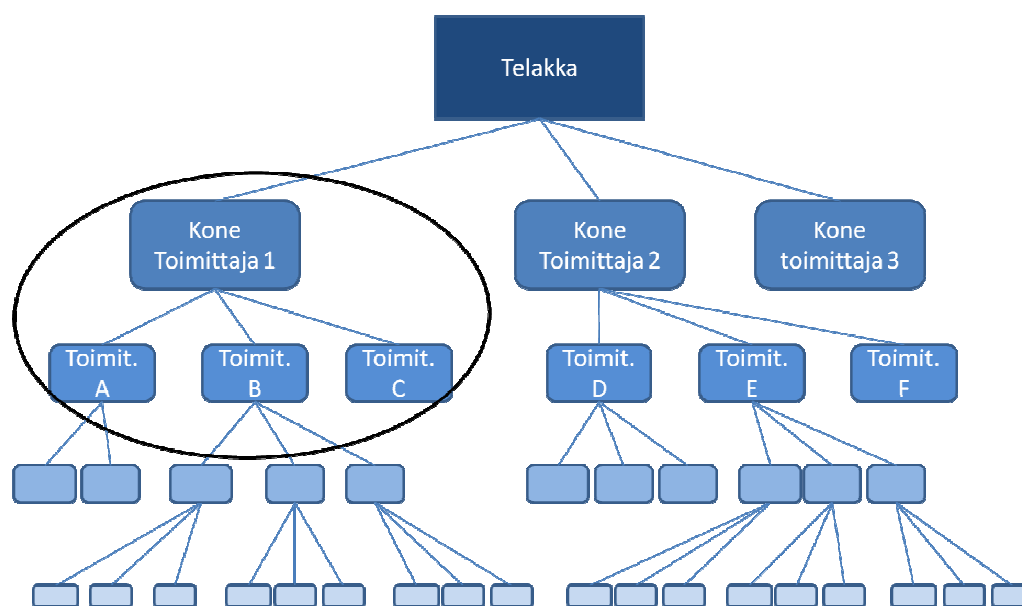 Telakka
Kone
Toimittaja 1
Kone
Toimittaja 2
Kone
toimittaja 3
Toimit.
A
Toimit.
B
Toimit.
C
Toimit.
D
Toimit.
E
Toimit.
F